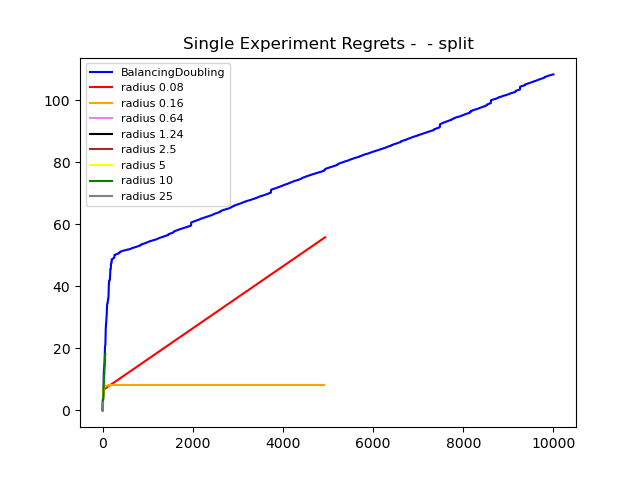 Single Experiment Regrets -  - split
BalancingDoubling
radius 0.08
radius 0.16
radius 0.64
radius 1.24
radius 2.5
radius 5
radius 10
radius 25
100
80
60
40
20
0
0 2000 4000 6000 8000 10000